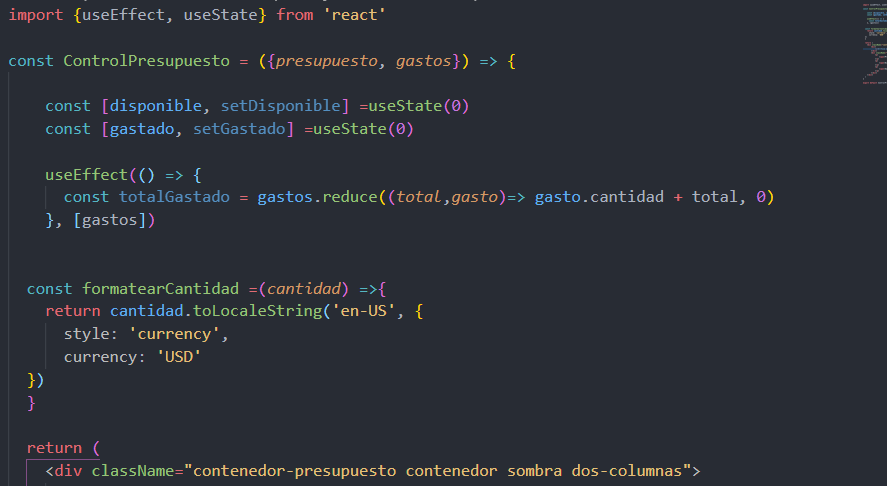 import {useEffect, useState} from 'react'
const ControlPresupuesto = ({presupuesto, gastos}) => {
const [disponible, setDisponible] =useState(0)
const [gastado, setGastado] =useState(0)
useEffect(() => {
const totalGastado = gastos.reduce((total,gasto)=> gasto.cantidad + total, 0)
}, [gastos])
const formatearCantidad =(cantidad) =>{
return cantidad.toLocaleString('en-US', {
style: 'currency',
currency: 'USD'
})
}
return (
<div className="contenedor-presupuesto contenedor sombra dos-columnas">